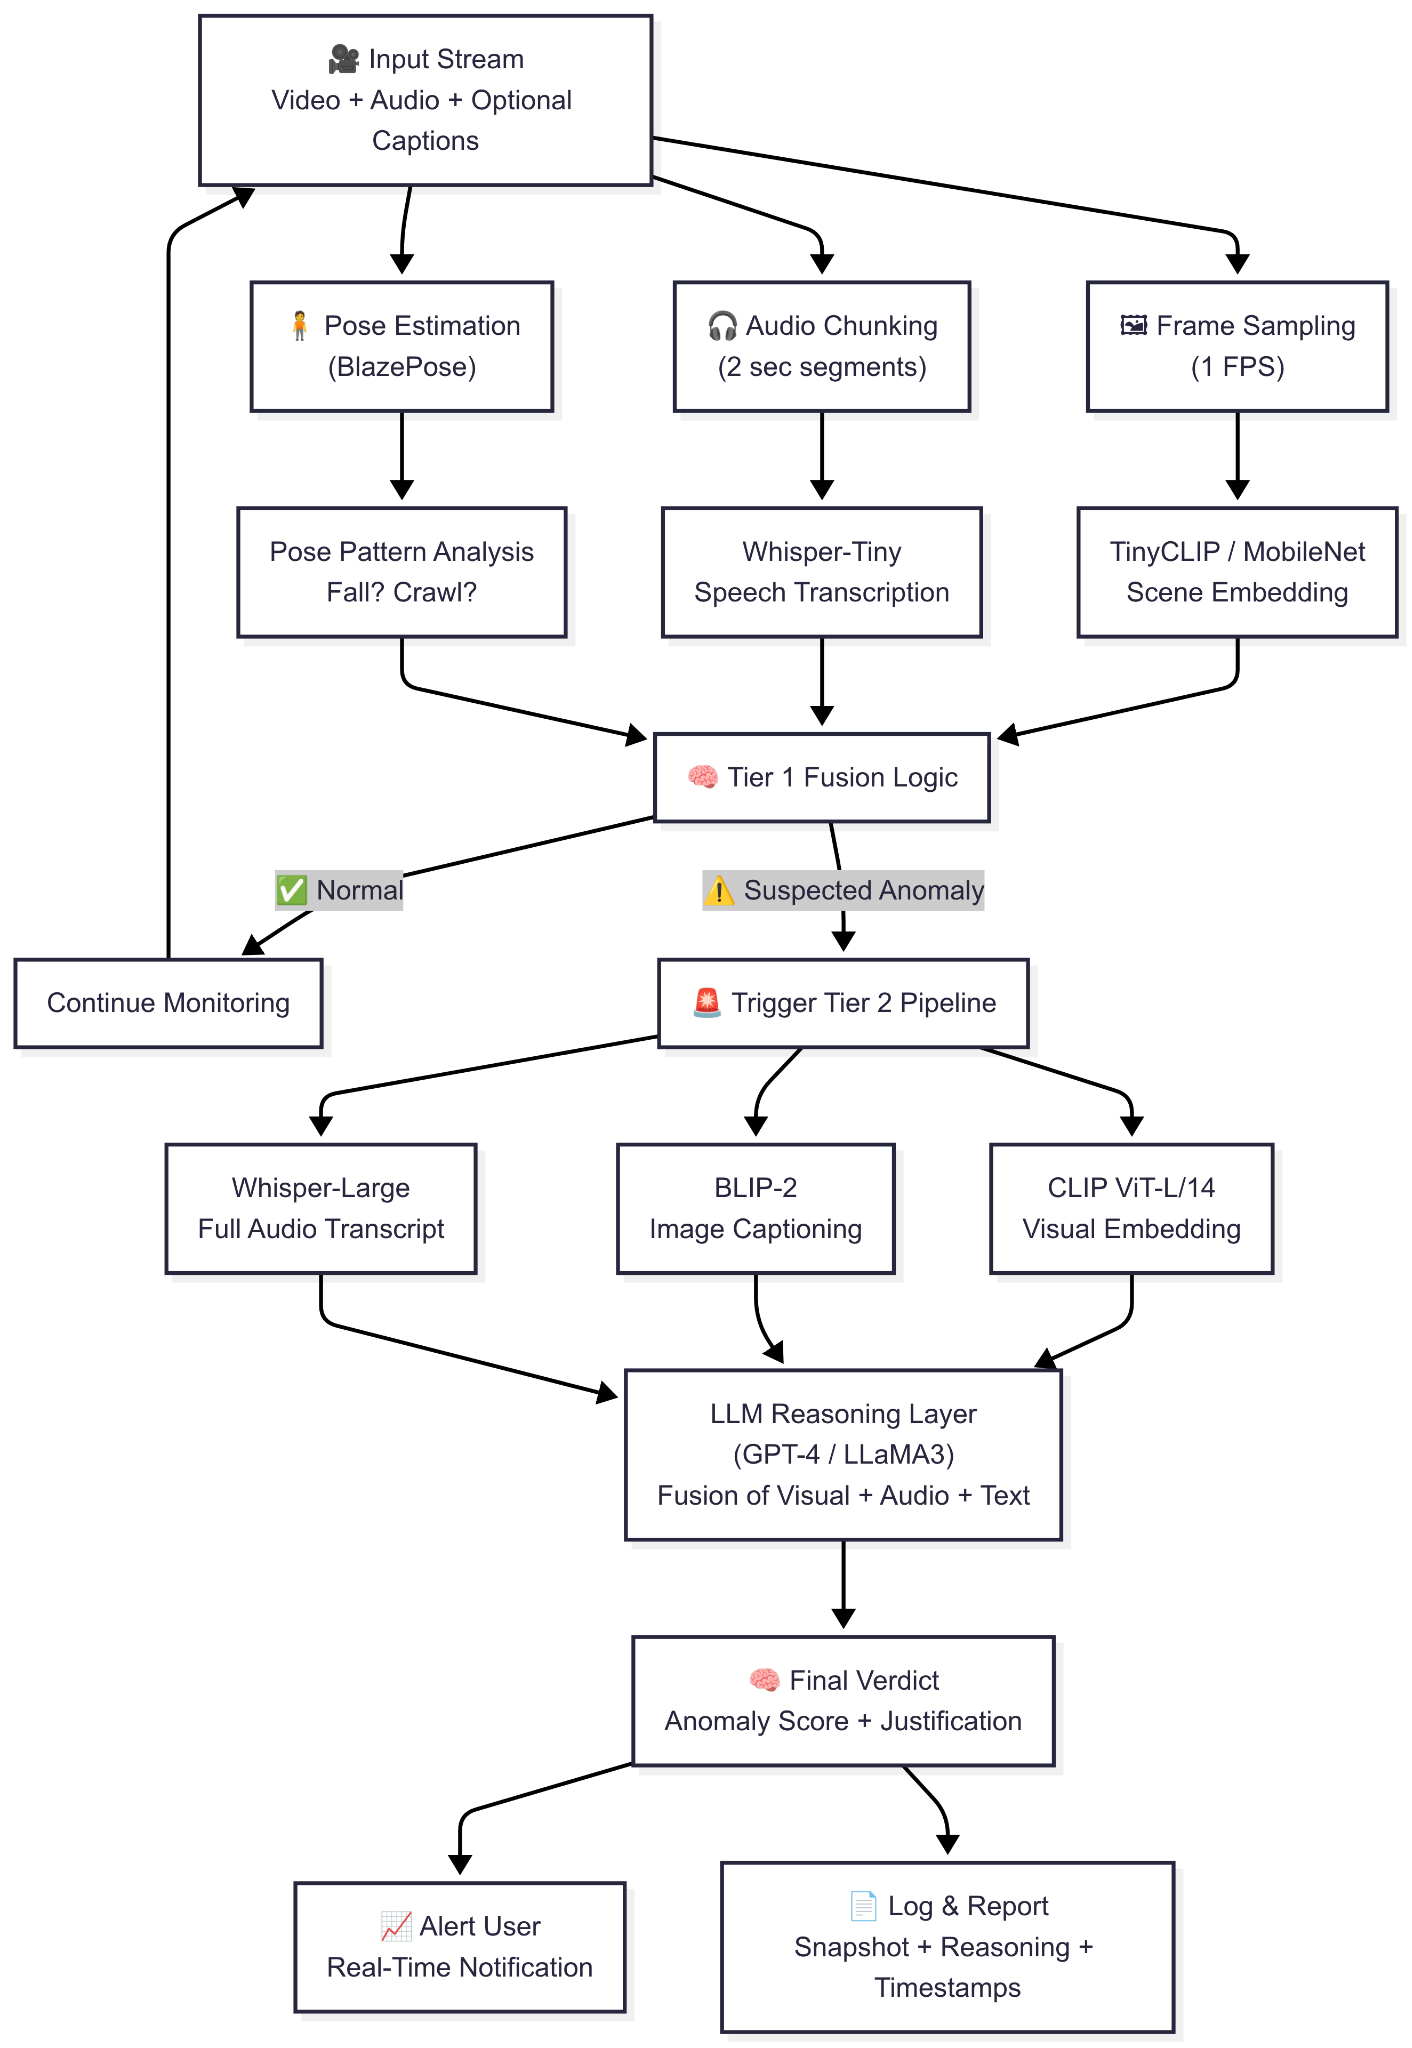 🎥 Input Stream
Video + Audio + Optional
Captions
🧍 Pose Estimation
(BlazePose)
🎧 Audio Chunking
(2 sec segments)
🖼 Frame Sampling
(1 FPS)
Pose Pattern Analysis
Fall? Crawl?
Whisper-Tiny
Speech Transcription
TinyCLIP / MobileNet
Scene Embedding
🧠 Tier 1 Fusion Logic
✅ Normal
⚠️ Suspected Anomaly
Continue Monitoring
🚨 Trigger Tier 2 Pipeline
Whisper-Large
Full Audio Transcript
BLIP-2
Image Captioning
CLIP ViT-L/14
Visual Embedding
LLM Reasoning Layer
(GPT-4 / LLaMA3)
Fusion of Visual + Audio + Text
🧠 Final Verdict
Anomaly Score + Justification
📈 Alert User
Real-Time Notification
📄 Log & Report
Snapshot + Reasoning +
Timestamps